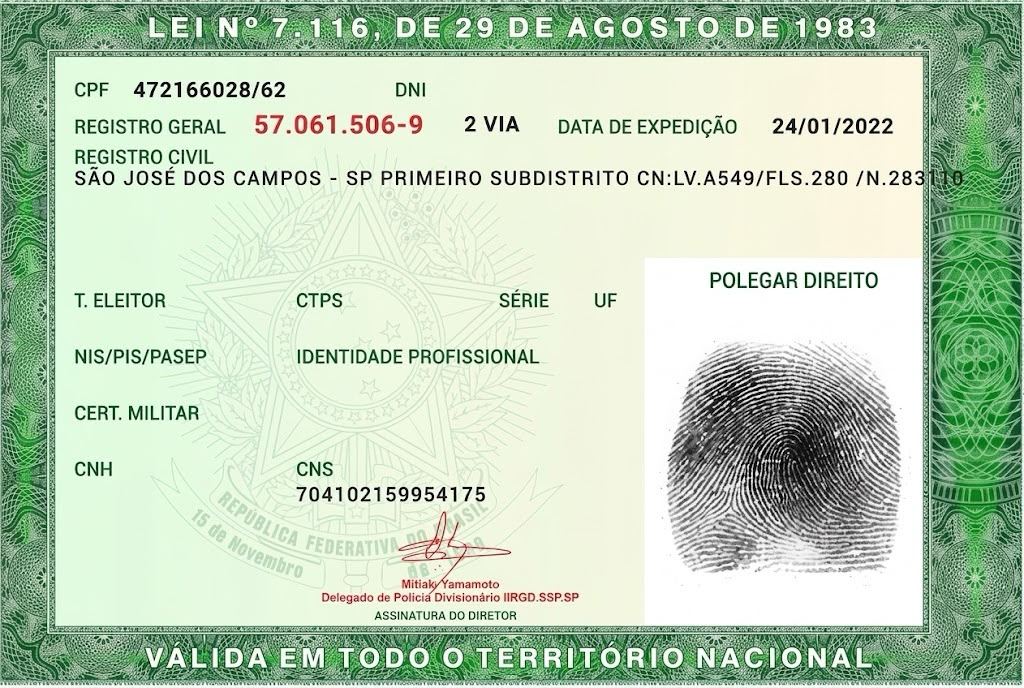 LEI Nº 7.116, DE 29 DE AGOSTO DE 1983
CPF 472166028/62 DNI
REGISTRO GERAL 57.061.506-9 2 VIA DATA DE EXPEDIÇÃO 24/01/2022
REGISTRO CIVIL
SÃO JOSÉ DOS CAMPOS - SP PRIMEIRO SUBDISTRITO CN:LV.A549/FLS.280 /N.283110
POLEGAR DIREITO
T. ELEITOR CTPS SÉRIE UF
NIS/PIS/PASEP IDENTIDADE PROFISSIONAL
CERT. MILITAR
CNH CNS
704102159954175
REPÚBLICA FEDERATIVA DO BRASIL
15 de Novembro DE
Mitiaki Yamamoto
Delegado de Polícia Divisionário IIRGD.SSP.SP
ASSINATURA DO DIRETOR
VÁLIDA EM TODO O TERRITÓRIO NACIONAL